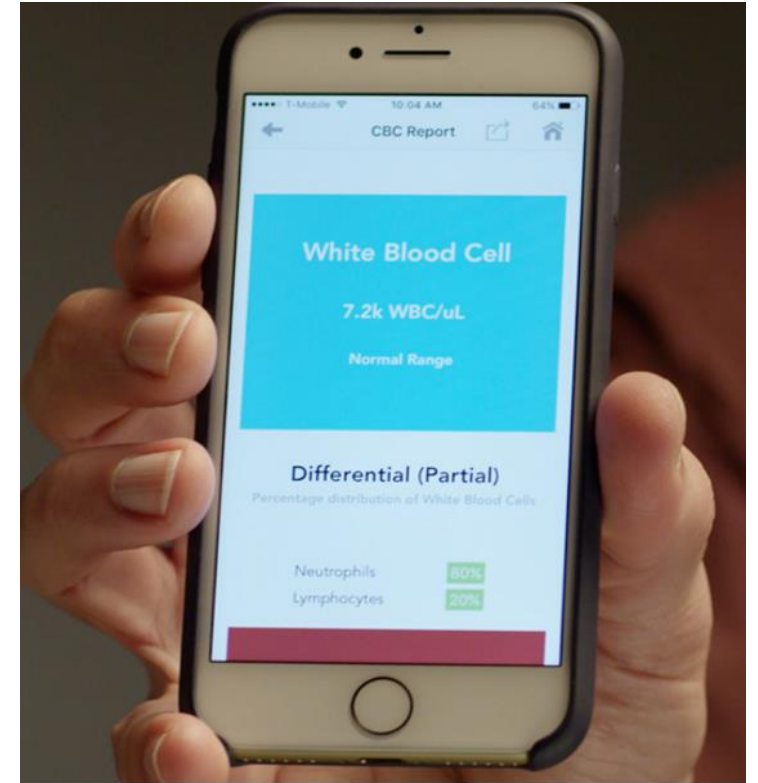 T-Mobile 10:04 AM 64%
CBC Report
White Blood Cell
7.2k WBC/uL
Normal Range
Differential (Partial)
Percentage distribution of White Blood Cells
Neutrophils 80%
Lymphocytes 20%